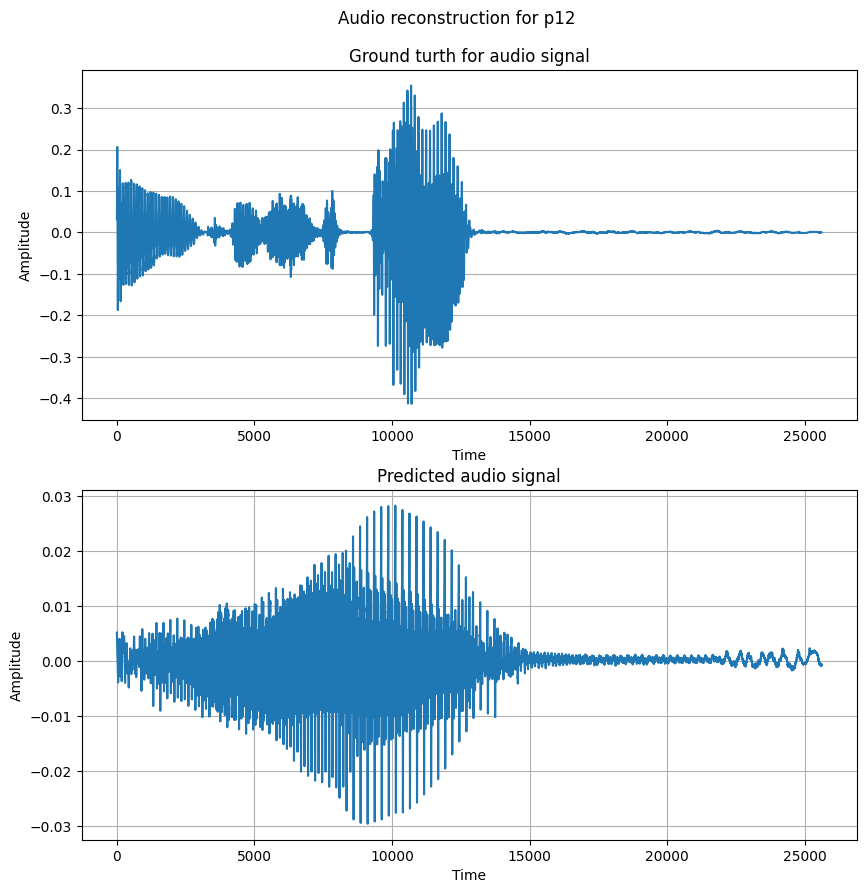 Audio reconstruction for p12
Ground turth for audio signal
0.3
0.2
0.1
0.0
−0.1
−0.2
−0.3
−0.4
Amplitude
0 5000 10000 15000 20000 25000
Time
Predicted audio signal
0.03
0.02
0.01
0.00
−0.01
−0.02
−0.03
Amplitude
0 5000 10000 15000 20000 25000
Time